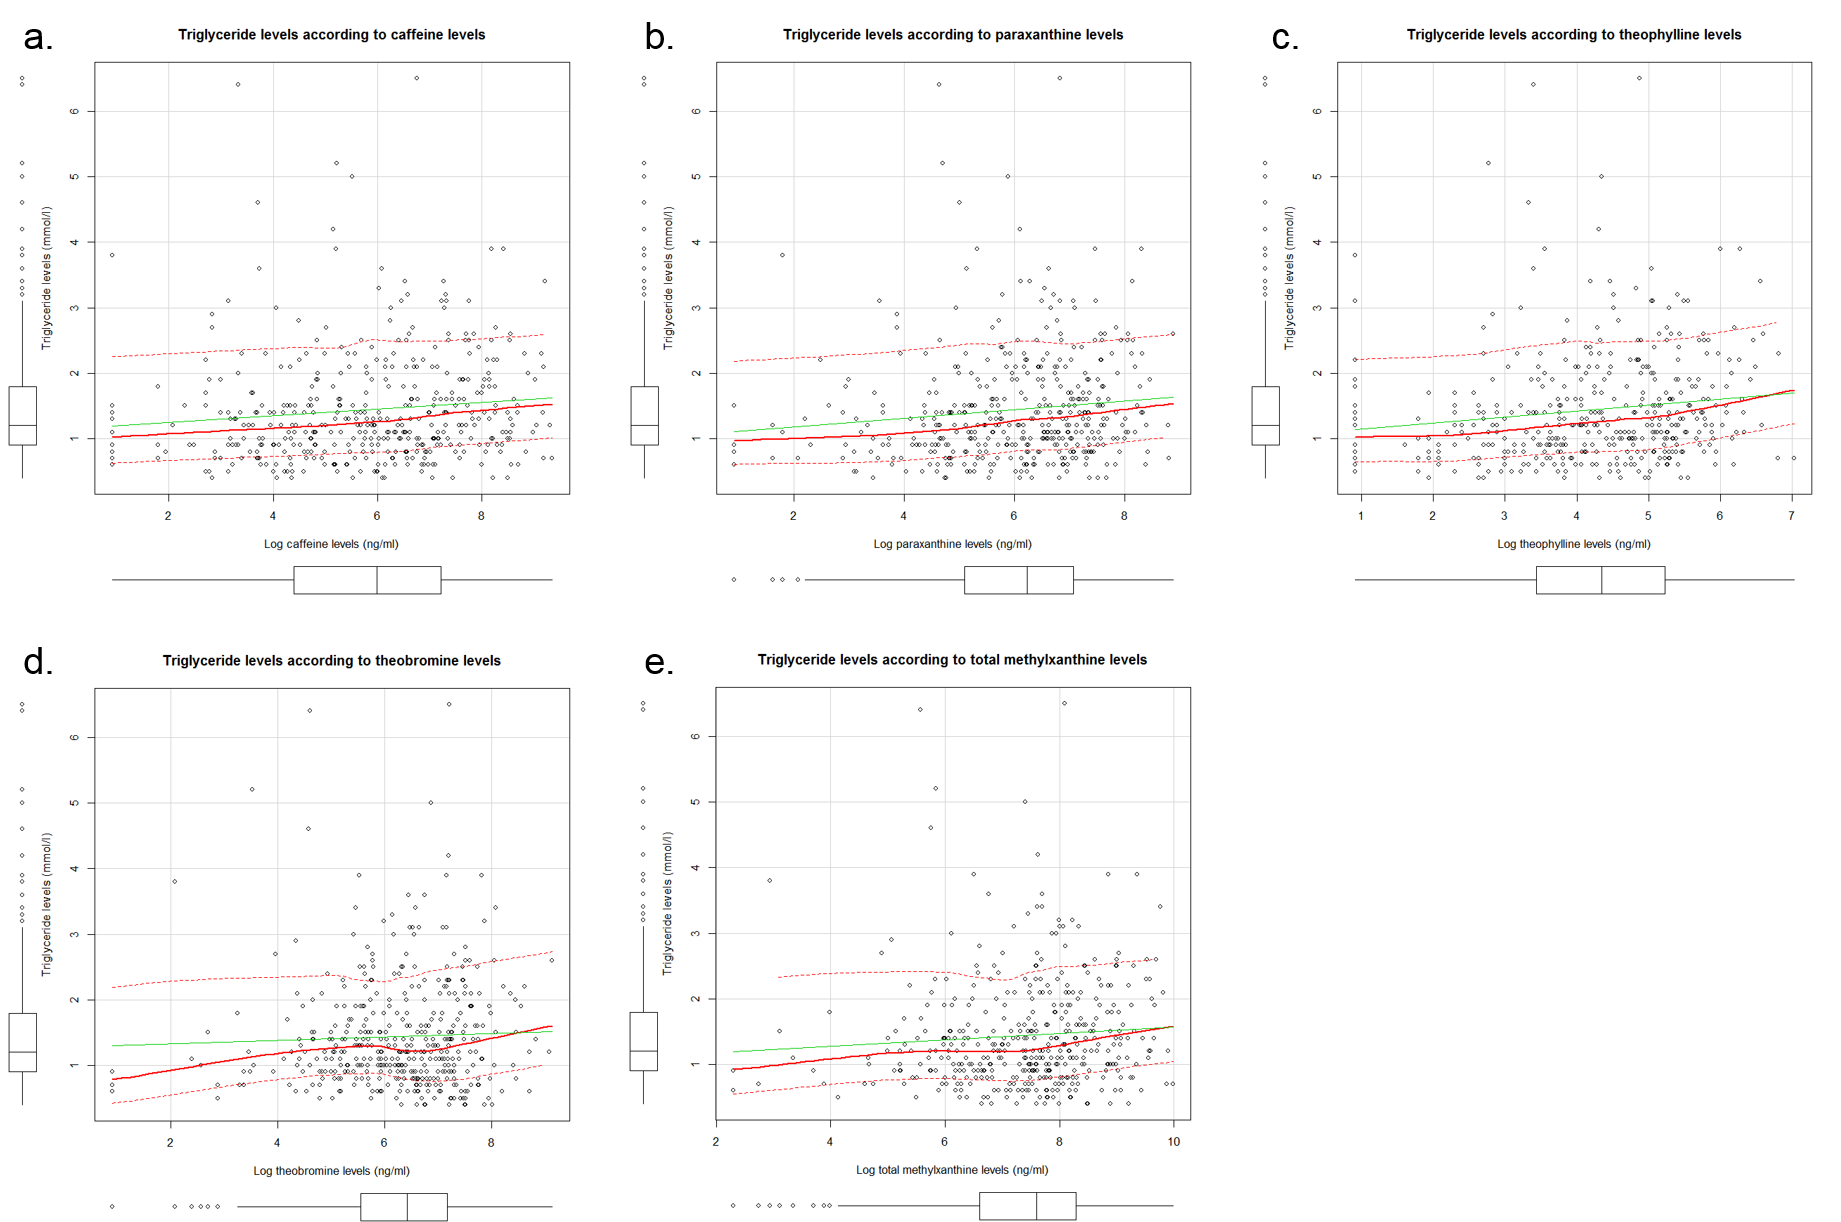 a.
Triglyceride levels according to caffeine levels
Triglyceride levels (mmol/l)
6
5
4
3
2
1
2 4 6 8
Log caffeine levels (ng/ml)
b.
Triglyceride levels according to paraxanthine levels
Triglyceride levels (mmol/l)
6
5
4
3
2
1
2 4 6 8
Log paraxanthine levels (ng/ml)
c.
Triglyceride levels according to theophylline levels
Triglyceride levels (mmol/l)
6
5
4
3
2
1
1 2 3 4 5 6 7
Log theophylline levels (ng/ml)
d.
Triglyceride levels according to theobromine levels
Triglyceride levels (mmol/l)
6
5
4
3
2
1
2 4 6 8
Log theobromine levels (ng/ml)
e.
Triglyceride levels according to total methylxanthine levels
Triglyceride levels (mmol/l)
6
5
4
3
2
1
2 4 6 8 10
Log total methylxanthine levels (ng/ml)